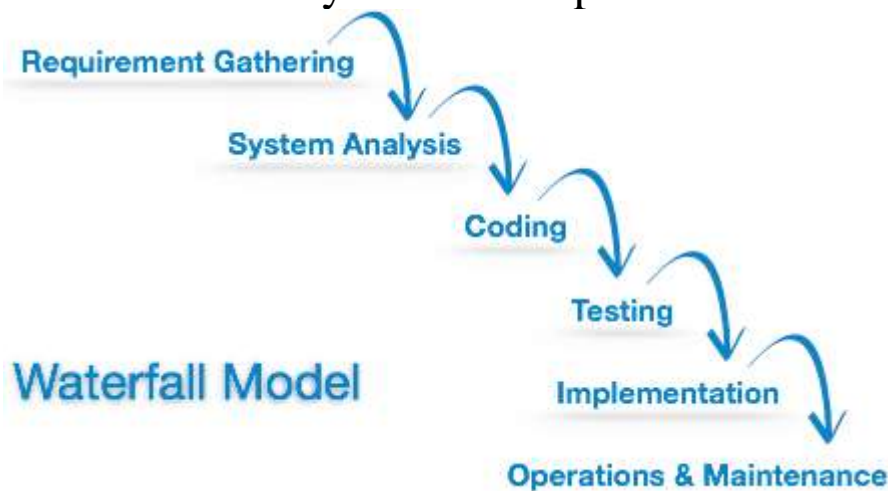 Requirement Gathering
System Analysis
Coding
Testing
Waterfall Model
Implementation
Operations & Maintenance